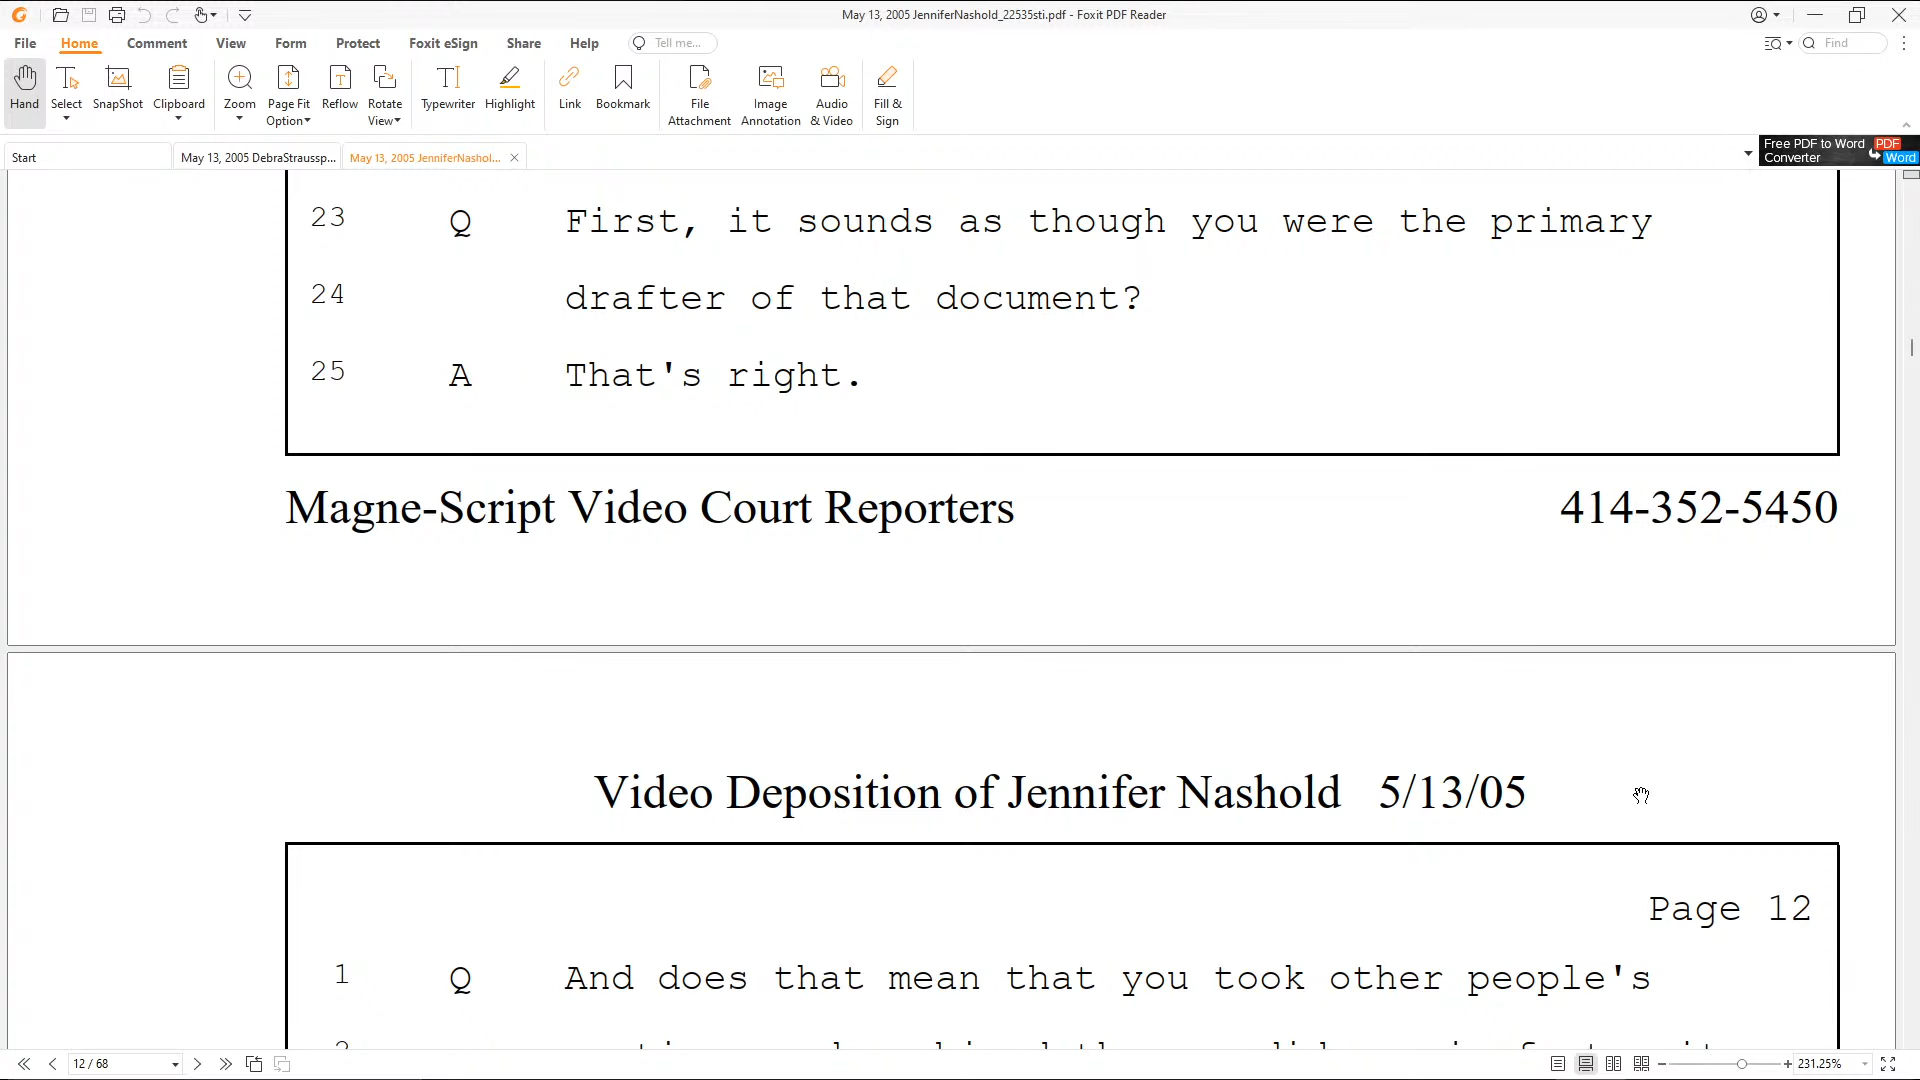 May 13, 2005 JenniferNashold_22535sti.pdf - Foxit PDF Reader
File Home Comment View Form Protect Foxit eSign Share Help Tell me... Find
Hand Select SnapShot Clipboard Zoom Page Fit Option Reflow Rotate View Typewriter Highlight Link Bookmark File Attachment Image Annotation Audio & Video Fill & Sign
Start May 13, 2005 DebraStraussp... May 13, 2005 JenniferNashol...
Free PDF to Word Converter PDF Word
23 Q First, it sounds as though you were the primary
24 drafter of that document?
25 A That's right.
Magne-Script Video Court Reporters 414-352-5450
Video Deposition of Jennifer Nashold 5/13/05
Page 12
1 Q And does that mean that you took other people's
12 / 68 231.25%